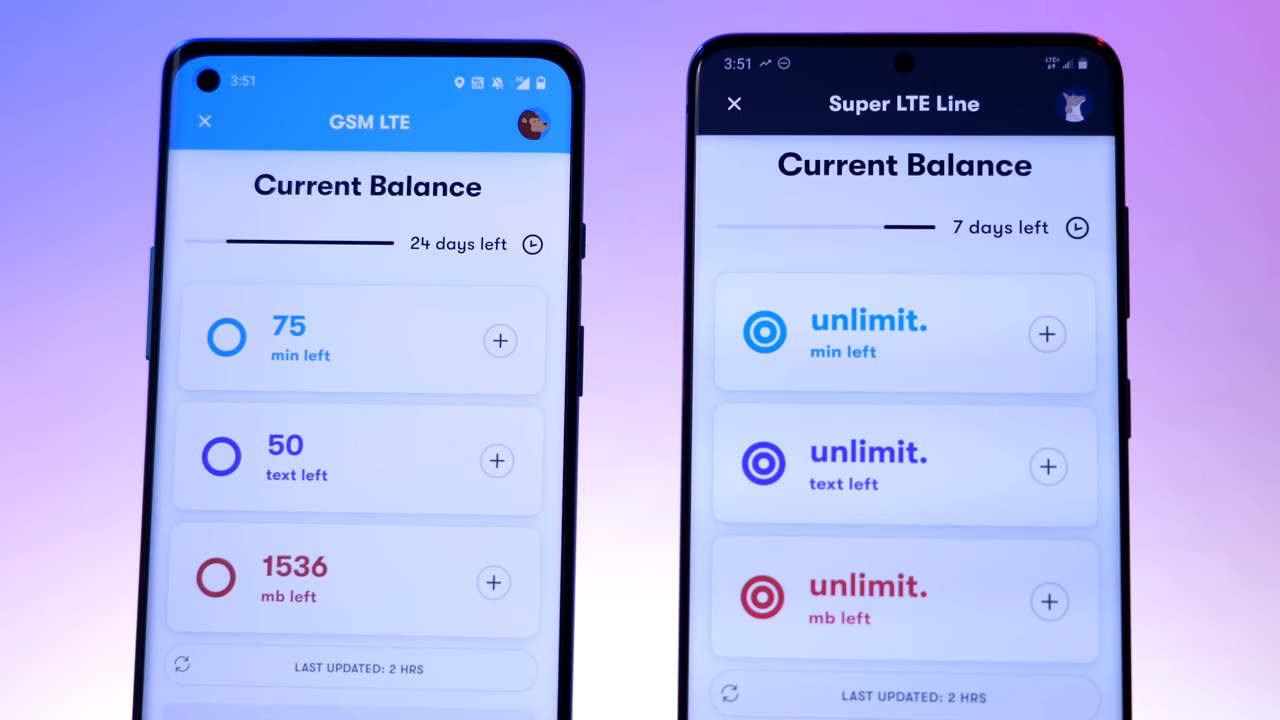 3:51
GSM LTE
Current Balance
24 days left
75
min left
50
text left
1536
mb left
LAST UPDATED: 2 HRS
3:51
LTE+
Super LTE Line
Current Balance
7 days left
unlimit.
min left
unlimit.
text left
unlimit.
mb left
LAST UPDATED: 2 HRS